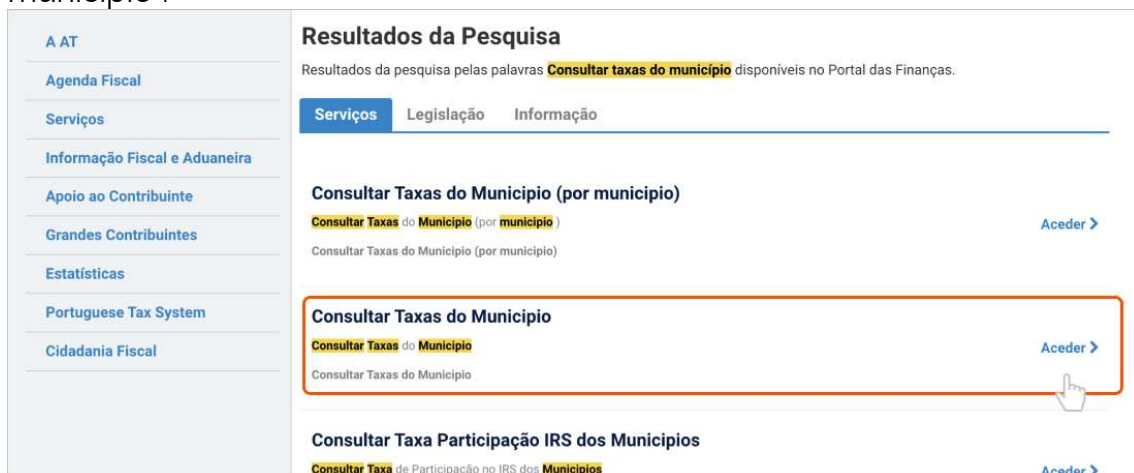 município".
A AT
Agenda Fiscal
Serviços
Informação Fiscal e Aduaneira
Apoio ao Contribuinte
Grandes Contribuintes
Estatísticas
Portuguese Tax System
Cidadania Fiscal
Resultados da Pesquisa
Resultados da pesquisa pelas palavras Consultar taxas do município disponíveis no Portal das Finanças.
Serviços Legislação Informação
Consultar Taxas do Municipio (por municipio)
Consultar Taxas do Municipio (por municipio )
Aceder >
Consultar Taxas do Municipio (por municipio)
Consultar Taxas do Municipio
Consultar Taxas do Municipio
Aceder >
Consultar Taxas do Municipio
Consultar Taxa Participação IRS dos Municipios
Consultar Taxa de Participação no IRS dos Municipios
Aceder >